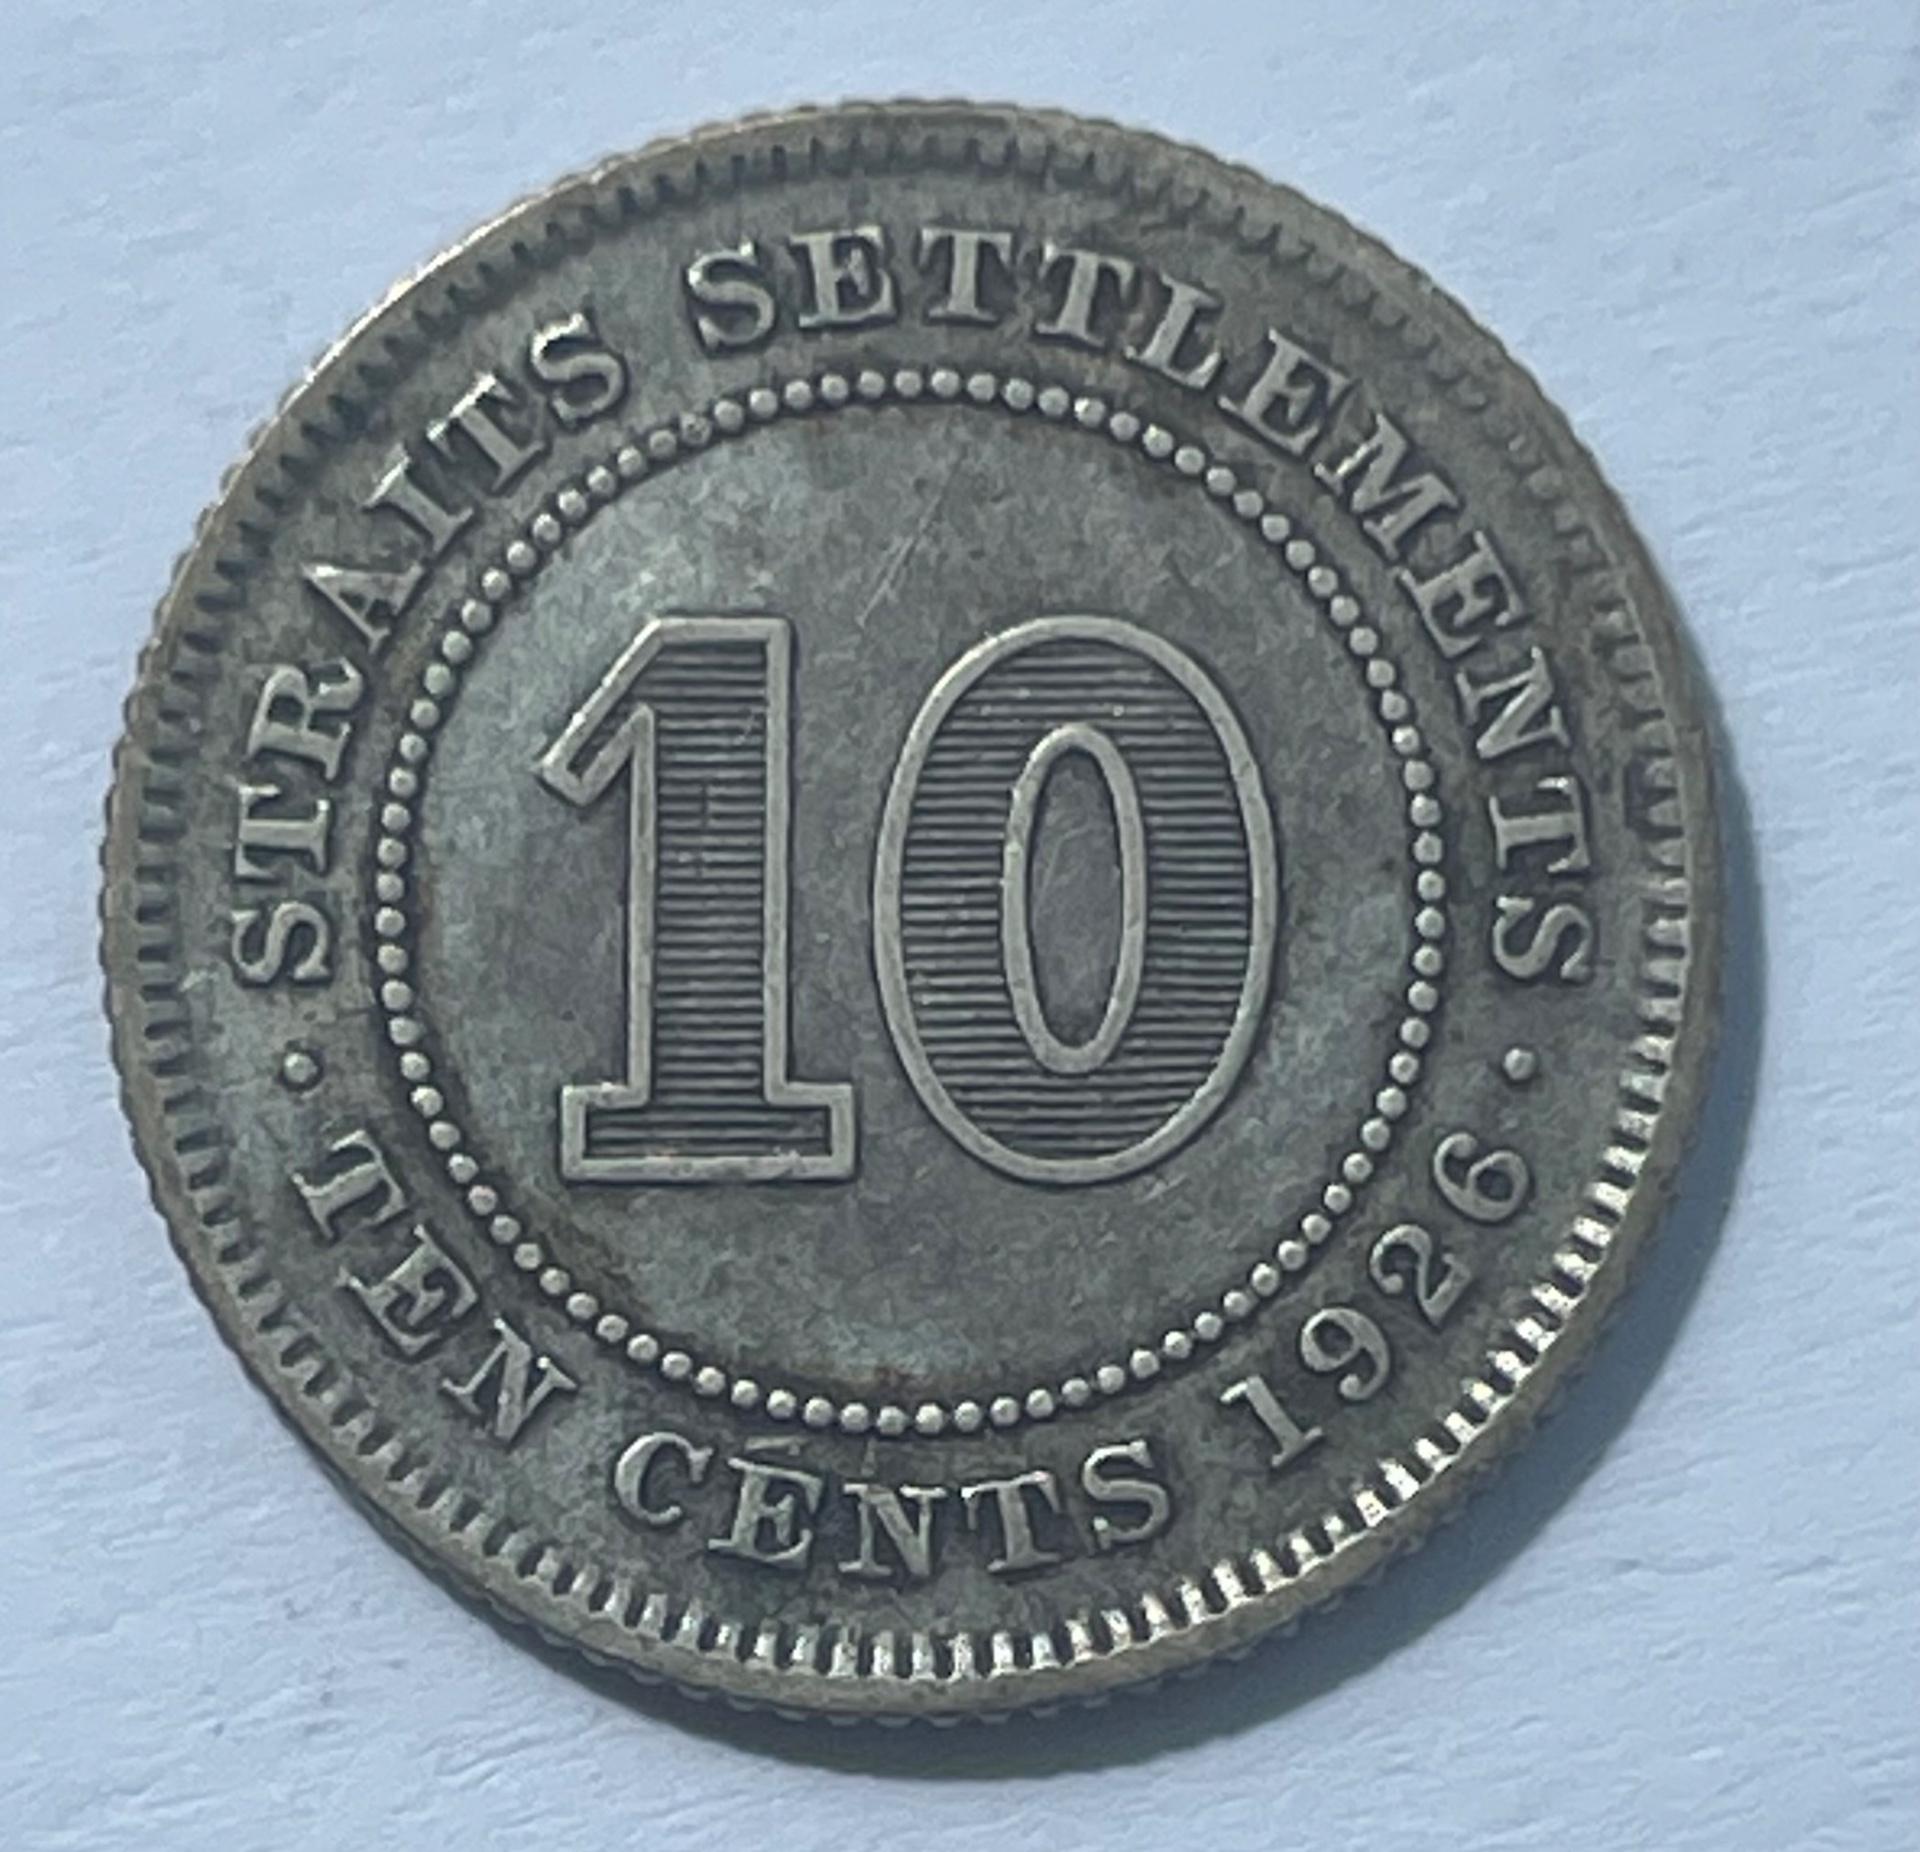 STRAITS SETTLEMENTS
10
· TEN CENTS 1926 ·